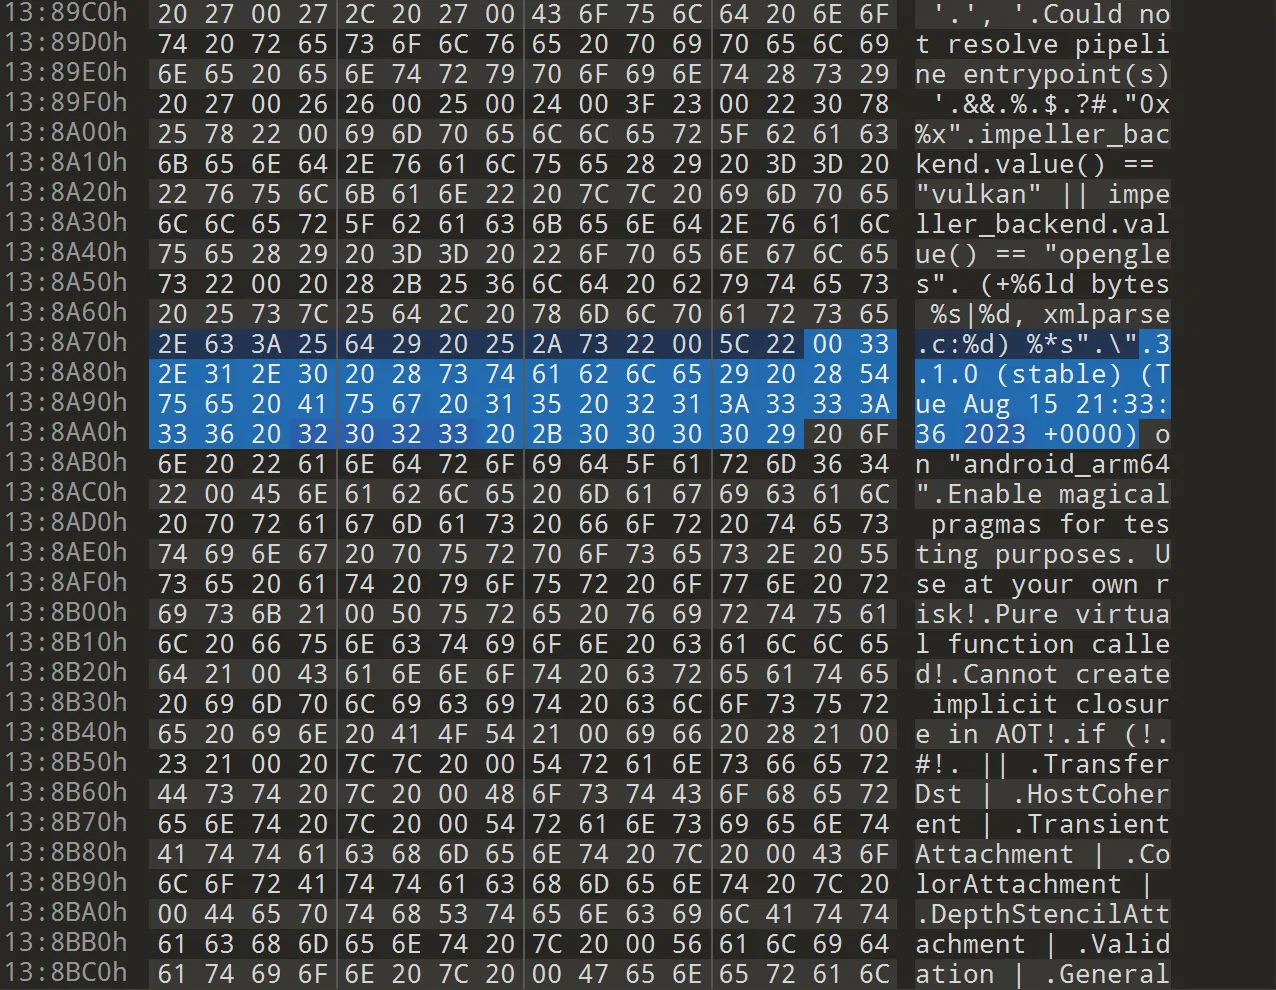 13:89C0h 20 27 00 27 2C 20 27 00 43 6F 75 6C 64 20 6E 6F '.', '.Could no
13:89D0h 74 20 72 65 73 6F 6C 76 65 20 70 69 70 65 6C 69 t resolve pipeli
13:89E0h 6E 65 20 65 6E 74 72 79 70 6F 69 6E 74 28 73 29 ne entrypoint(s)
13:89F0h 20 27 00 26 26 00 25 00 24 00 3F 23 00 22 30 78 '.&&.%.$.?#."0x
13:8A00h 25 78 22 00 69 6D 70 65 6C 6C 65 72 5F 62 61 63 %x".impeller_bac
13:8A10h 6B 65 6E 64 2E 76 61 6C 75 65 28 29 20 3D 3D 20 kend.value() ==
13:8A20h 22 76 75 6C 6B 61 6E 22 20 7C 7C 20 69 6D 70 65 "vulkan" || impe
13:8A30h 6C 6C 65 72 5F 62 61 63 6B 65 6E 64 2E 76 61 6C ller_backend.val
13:8A40h 75 65 28 29 20 3D 3D 20 22 6F 70 65 6E 67 6C 65 ue() == "opengle
13:8A50h 73 22 00 20 28 2B 25 36 6C 64 20 62 79 74 65 73 s". (+%6ld bytes
13:8A60h 20 25 73 7C 25 64 2C 20 78 6D 6C 70 61 72 73 65 %s|%d, xmlparse
13:8A70h 2E 63 3A 25 64 29 20 25 2A 73 22 00 5C 22 00 33 .c:%d) %*s".\".3
13:8A80h 2E 31 2E 30 20 28 73 74 61 62 6C 65 29 20 28 54 .1.0 (stable) (T
13:8A90h 75 65 20 41 75 67 20 31 35 20 32 31 3A 33 33 3A ue Aug 15 21:33:
13:8AA0h 33 36 20 32 30 32 33 20 2B 30 30 30 30 29 20 6F 36 2023 +0000) o
13:8AB0h 6E 20 22 61 6E 64 72 6F 69 64 5F 61 72 6D 36 34 n "android_arm64
13:8AC0h 22 00 45 6E 61 62 6C 65 20 6D 61 67 69 63 61 6C ".Enable magical
13:8AD0h 20 70 72 61 67 6D 61 73 20 66 6F 72 20 74 65 73 pragmas for tes
13:8AE0h 74 69 6E 67 20 70 75 72 70 6F 73 65 73 2E 20 55 ting purposes. U
13:8AF0h 73 65 20 61 74 20 79 6F 75 72 20 6F 77 6E 20 72 se at your own r
13:8B00h 69 73 6B 21 00 50 75 72 65 20 76 69 72 74 75 61 isk!.Pure virtua
13:8B10h 6C 20 66 75 6E 63 74 69 6F 6E 20 63 61 6C 6C 65 l function calle
13:8B20h 64 21 00 43 61 6E 6E 6F 74 20 63 72 65 61 74 65 d!.Cannot create
13:8B30h 20 69 6D 70 6C 69 63 69 74 20 63 6C 6F 73 75 72 implicit closur
13:8B40h 65 20 69 6E 20 41 4F 54 21 00 69 66 20 28 21 00 e in AOT!.if (!.
13:8B50h 23 21 00 20 7C 7C 20 00 54 72 61 6E 73 66 65 72 #!. || .Transfer
13:8B60h 44 73 74 20 7C 20 00 48 6F 73 74 43 6F 68 65 72 Dst | .HostCoher
13:8B70h 65 6E 74 20 7C 20 00 54 72 61 6E 73 69 65 6E 74 ent | .Transient
13:8B80h 41 74 74 61 63 68 6D 65 6E 74 20 7C 20 00 43 6F Attachment | .Co
13:8B90h 6C 6F 72 41 74 74 61 63 68 6D 65 6E 74 20 7C 20 lorAttachment |
13:8BA0h 00 44 65 70 74 68 53 74 65 6E 63 69 6C 41 74 74 .DepthStencilAtt
13:8BB0h 61 63 68 6D 65 6E 74 20 7C 20 00 56 61 6C 69 64 achment | .Valid
13:8BC0h 61 74 69 6F 6E 20 7C 20 00 47 65 6E 65 72 61 6C ation | .General